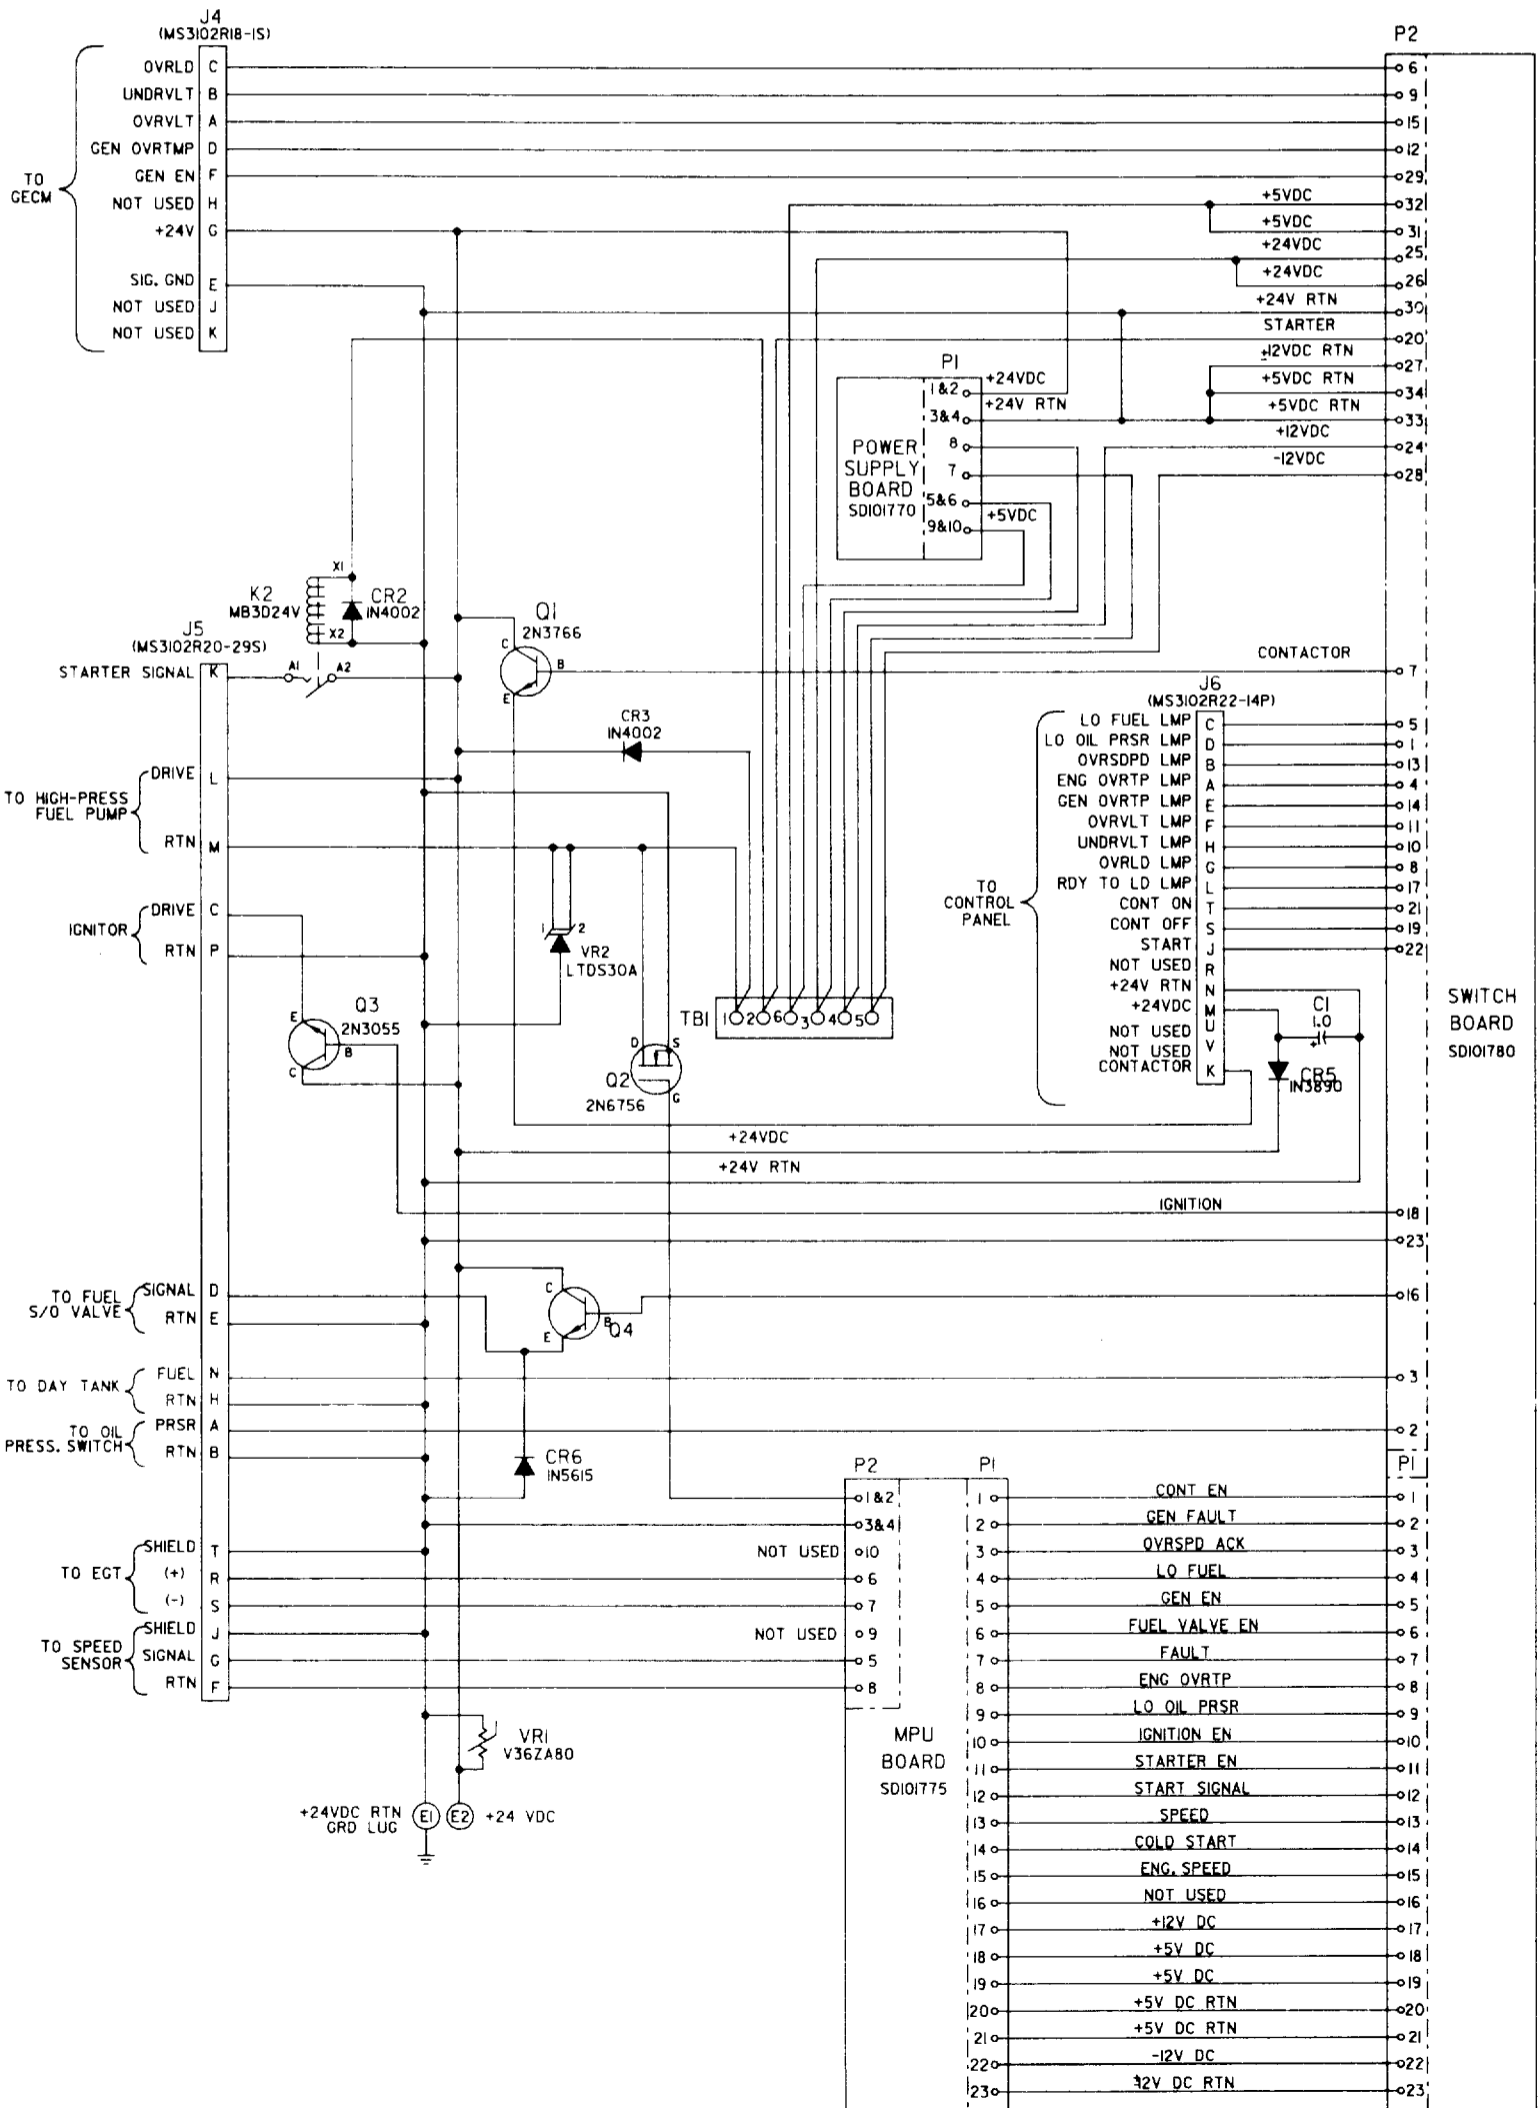 J4
(MS3102R18-1S)
P2
OVRLD C
UNDRVLT B
OVRVLT A
GEN OVRTMP D
GEN EN F
NOT USED H
+24V G
SIG. GND E
NOT USED J
NOT USED K
TO
GECM
6
9
15
12
29
+5VDC 32
+5VDC 31
+24VDC 25
+24VDC 26
+24V RTN 30
STARTER 20
±12VDC RTN 27
+5VDC RTN 34
+5VDC RTN 33
+12VDC 24
-12VDC 28
P1
1&2 +24VDC
3&4 +24V RTN
8
7
5&6
9&10 +5VDC
POWER
SUPPLY
BOARD
SD101770
X1
K2
MB3D24V
CR2
1N4002
X2
Q1
2N3766
C
B
E
CONTACTOR 7
J5
(MS3102R20-29S)
STARTER SIGNAL K
A1 A2
CR3
1N4002
TO HIGH-PRESS
FUEL PUMP
DRIVE L
RTN M
IGNITOR
DRIVE C
RTN P
1 2
VR2
LTDS30A
Q3
2N3055
E
B
C
D S
Q2
2N6756
G
TB1 1 2 6 3 4 5
J6
(MS3102R22-14P)
TO
CONTROL
PANEL
LO FUEL LMP C 5
LO OIL PRSR LMP D 1
OVRSDPD LMP B 13
ENG OVRTP LMP A 4
GEN OVRTP LMP E 14
OVRVLT LMP F 11
UNDRVLT LMP H 10
OVRLD LMP G 8
RDY TO LD LMP L 17
CONT ON T 21
CONT OFF S 19
START J 22
NOT USED R
+24V RTN N
+24VDC M
NOT USED U
NOT USED V
CONTACTOR K
C1
1.0
+
CR5
1N3890
SWITCH
BOARD
SD101780
+24VDC
+24V RTN
IGNITION 18
23
16
TO FUEL
S/O VALVE
SIGNAL D
RTN E
C
B
E
Q4
TO DAY TANK
FUEL N
RTN H
3
TO OIL
PRESS. SWITCH
PRSR A
RTN B
2
CR6
1N5615
TO EGT
SHIELD T
(+) R
(-) S
TO SPEED
SENSOR
SHIELD J
SIGNAL G
RTN F
VR1
V36ZA80
+24VDC RTN
GRD LUG
E1 E2 +24 VDC
P2
1&2
3&4
NOT USED 10
6
7
NOT USED 9
5
8
MPU
BOARD
SD101775
P1 P1
1 CONT EN 1
2 GEN FAULT 2
3 OVRSPD ACK 3
4 LO FUEL 4
5 GEN EN 5
6 FUEL VALVE EN 6
7 FAULT 7
8 ENG OVRTP 8
9 LO OIL PRSR 9
10 IGNITION EN 10
11 STARTER EN 11
12 START SIGNAL 12
13 SPEED 13
14 COLD START 14
15 ENG. SPEED 15
16 NOT USED 16
17 +12V DC 17
18 +5V DC 18
19 +5V DC 19
20 +5V DC RTN 20
21 +5V DC RTN 21
22 -12V DC 22
23 12V DC RTN 23